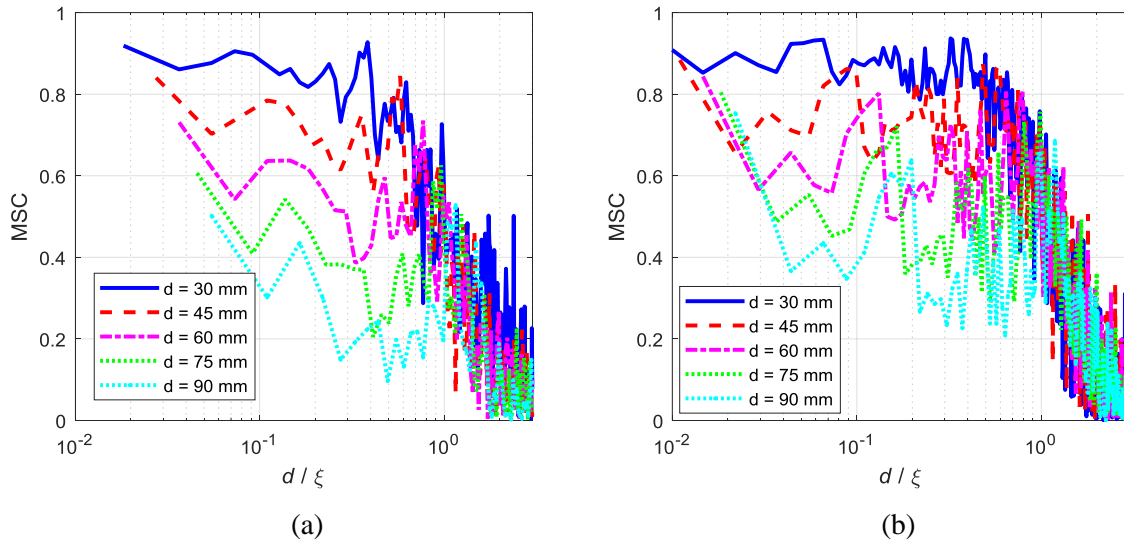 1
0.8
0.6
0.4
0.2
0
MSC
d = 30 mm
d = 45 mm
d = 60 mm
d = 75 mm
d = 90 mm
10⁻² 10⁻¹ 10⁰
d / ξ
(a)
1
0.8
0.6
0.4
0.2
0
MSC
d = 30 mm
d = 45 mm
d = 60 mm
d = 75 mm
d = 90 mm
10⁻² 10⁻¹ 10⁰
d / ξ
(b)